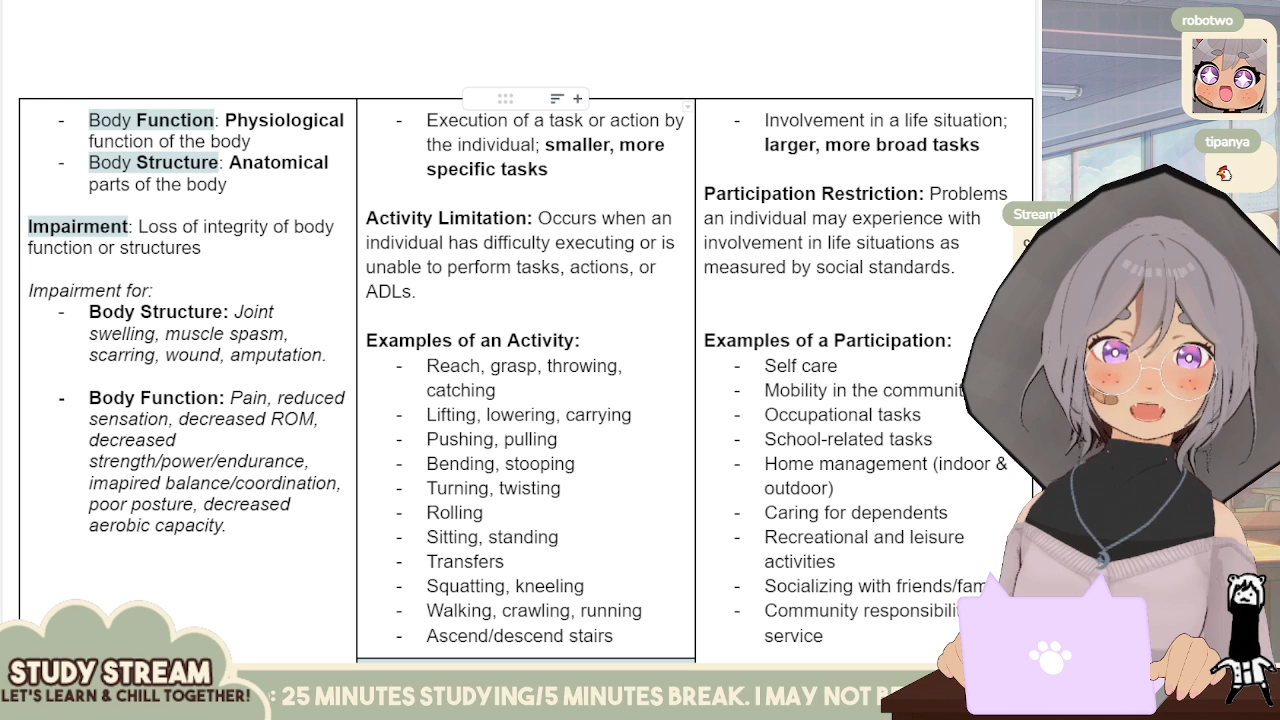 - Body Function: Physiological
function of the body
- Body Structure: Anatomical
parts of the body
Impairment: Loss of integrity of body
function or structures
Impairment for:
- Body Structure: Joint
swelling, muscle spasm,
scarring, wound, amputation.
- Body Function: Pain, reduced
sensation, decreased ROM,
decreased
strength/power/endurance,
imapired balance/coordination,
poor posture, decreased
aerobic capacity.
- Execution of a task or action by
the individual; smaller, more
specific tasks
Activity Limitation: Occurs when an
individual has difficulty executing or is
unable to perform tasks, actions, or
ADLs.
Examples of an Activity:
- Reach, grasp, throwing,
catching
- Lifting, lowering, carrying
- Pushing, pulling
- Bending, stooping
- Turning, twisting
- Rolling
- Sitting, standing
- Transfers
- Squatting, kneeling
- Walking, crawling, running
- Ascend/descend stairs
- Involvement in a life situation;
larger, more broad tasks
Participation Restriction: Problems
an individual may experience with
involvement in life situations as
measured by social standards.
Examples of a Participation:
- Self care
- Mobility in the
- Occupational tasks
- School-related tasks
- Home management (indoor &
outdoor)
- Caring for dependents
- Recreational and leisure
activities
- Socializing with
- Community
service
robotwo
tipanya
STUDY STREAM
LET'S LEARN & CHILL TOGETHER!
: 25 MINUTES STUDYING/5 MINUTES BREAK. I MAY NOT